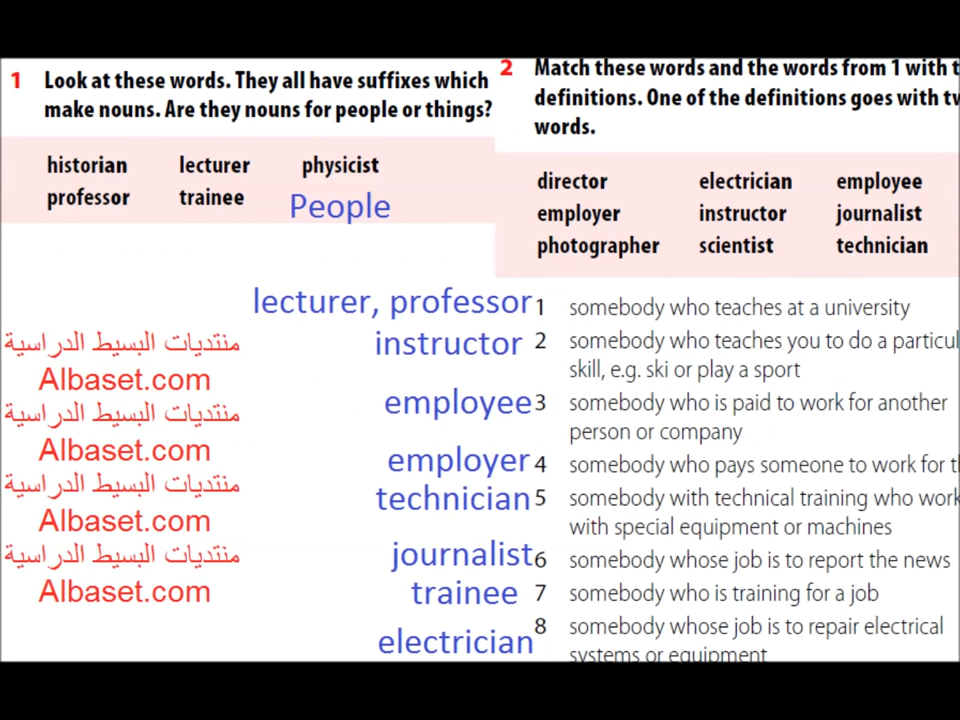 1 Look at these words. They all have suffixes which
make nouns. Are they nouns for people or things?
historian lecturer physicist
professor trainee People
2 Match these words and the words from 1 with t
definitions. One of the definitions goes with tw
words.
director electrician employee
employer instructor journalist
photographer scientist technician
lecturer, professor 1 somebody who teaches at a university
instructor 2 somebody who teaches you to do a particul
skill, e.g. ski or play a sport
employee 3 somebody who is paid to work for another
person or company
employer 4 somebody who pays someone to work for th
technician 5 somebody with technical training who work
with special equipment or machines
journalist 6 somebody whose job is to report the news
trainee 7 somebody who is training for a job
electrician 8 somebody whose job is to repair electrical
systems or equipment
منتديات البسيط الدراسية
Albaset.com
منتديات البسيط الدراسية
Albaset.com
منتديات البسيط الدراسية
Albaset.com
منتديات البسيط الدراسية
Albaset.com